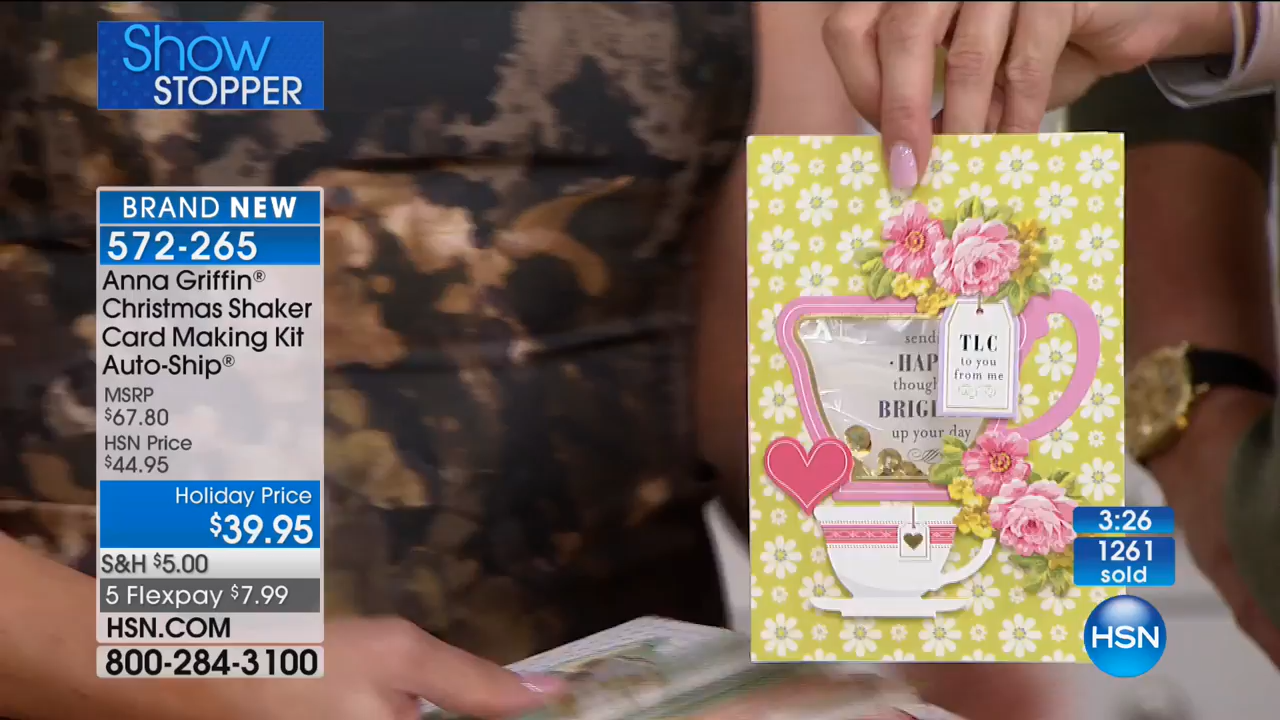 Show
STOPPER
BRAND NEW
572-265
Anna Griffin®
Christmas Shaker
Card Making Kit
Auto-Ship®
MSRP
$67.80
HSN Price
$44.95
Holiday Price
$39.95
S&H $5.00
5 Flexpay $7.99
HSN.COM
800-284-3100
TLC
to you
from me
up your day
3:26
1261
sold
HSN